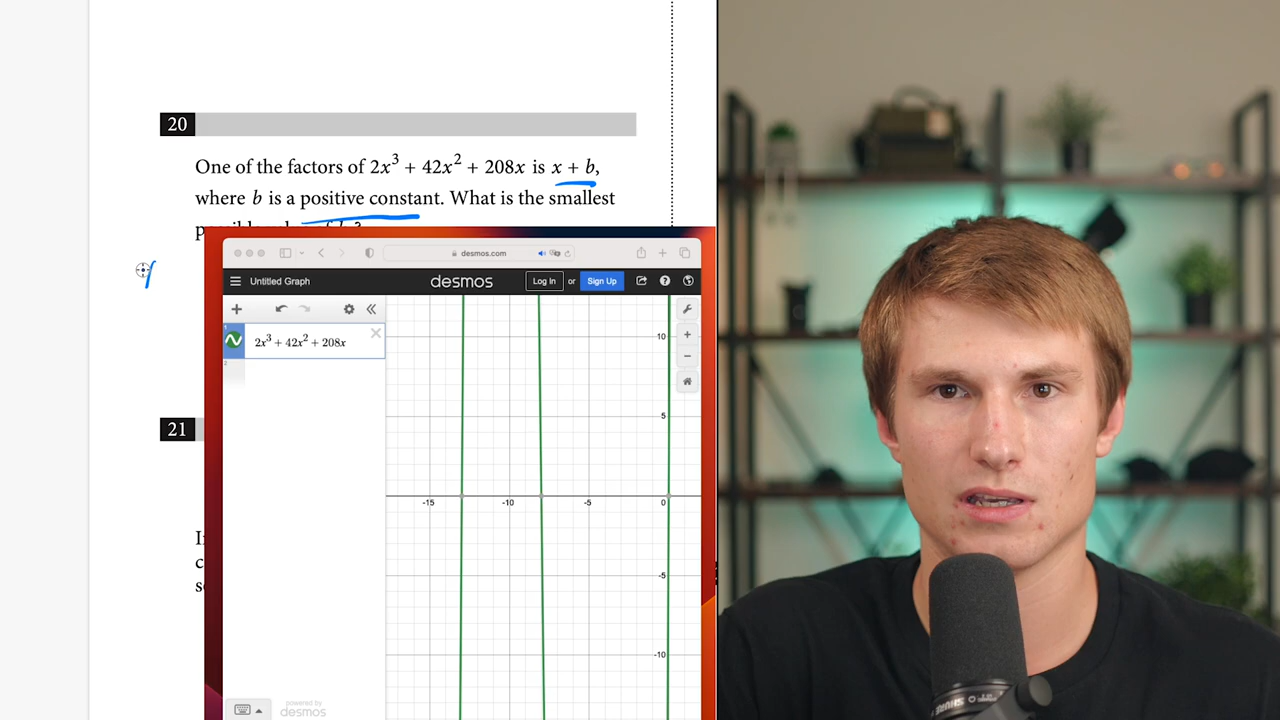 20
One of the factors of 2x³ + 42x² + 208x is x + b,
where b is a positive constant. What is the smallest
desmos.com
Untitled Graph
desmos
Log In or Sign Up
1
2x³ + 42x² + 208x
2
10
5
-15 -10 -5 0
-5
-10
21
powered by
desmos